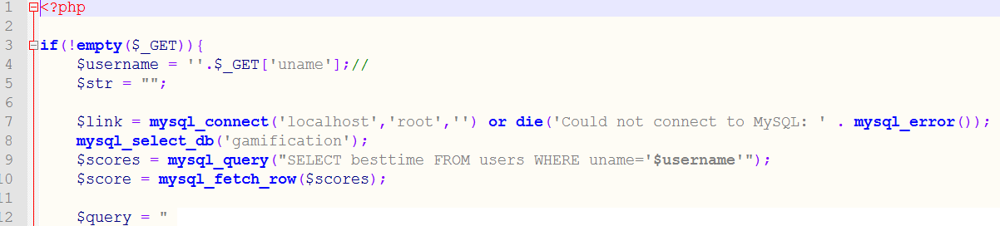 1 <?php
2
3 if(!empty($_GET)){
4 $username = ''.$_GET['uname'];//
5 $str = "";
6
7 $link = mysql_connect('localhost','root','') or die('Could not connect to MySQL: ' . mysql_error());
8 mysql_select_db('gamification');
9 $scores = mysql_query("SELECT besttime FROM users WHERE uname='$username'");
10 $score = mysql_fetch_row($scores);
11
12 $query = "